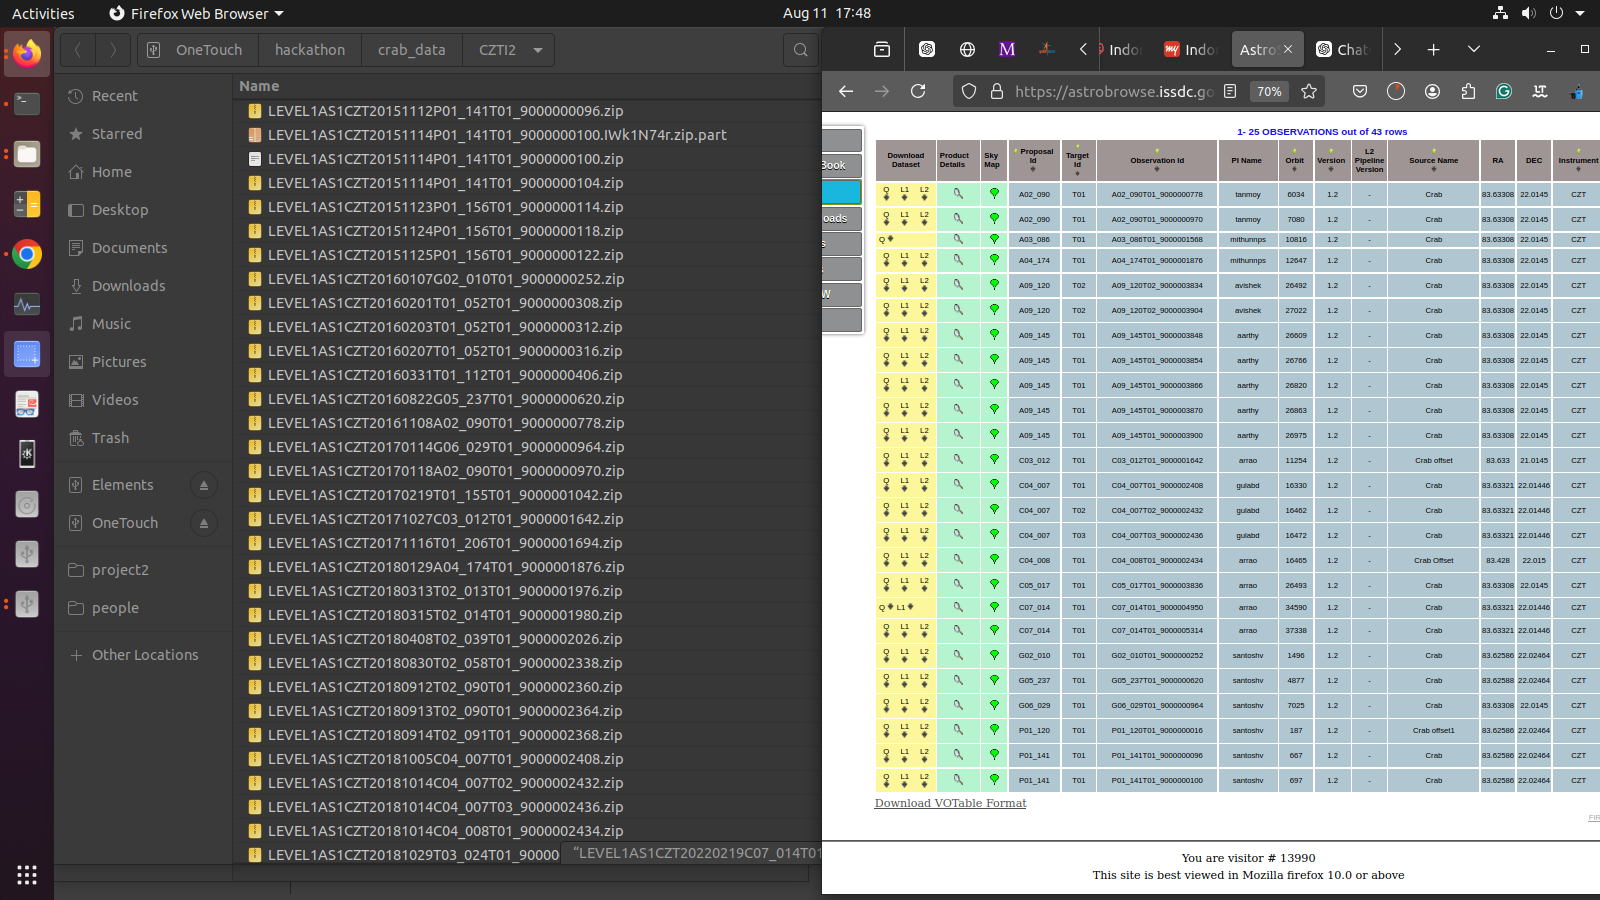 Activities Firefox Web Browser Aug 11 17:48
OneTouch hackathon crab_data CZTI2
Indor Indor AstroS Chat
https://astrobrowse.issdc.go 70%
Recent
Starred
Home
Desktop
Documents
Downloads
Music
Pictures
Videos
Trash
Elements
OneTouch
project2
people
Other Locations
Name
LEVEL1AS1CZT20151112P01_141T01_9000000096.zip
LEVEL1AS1CZT20151114P01_141T01_9000000100.IWk1N74r.zip.part
LEVEL1AS1CZT20151114P01_141T01_9000000100.zip
LEVEL1AS1CZT20151114P01_141T01_9000000104.zip
LEVEL1AS1CZT20151123P01_156T01_9000000114.zip
LEVEL1AS1CZT20151124P01_156T01_9000000118.zip
LEVEL1AS1CZT20151125P01_156T01_9000000122.zip
LEVEL1AS1CZT20160107G02_010T01_9000000252.zip
LEVEL1AS1CZT20160201T01_052T01_9000000308.zip
LEVEL1AS1CZT20160203T01_052T01_9000000312.zip
LEVEL1AS1CZT20160207T01_052T01_9000000316.zip
LEVEL1AS1CZT20160331T01_112T01_9000000406.zip
LEVEL1AS1CZT20160822G05_237T01_9000000620.zip
LEVEL1AS1CZT20161108A02_090T01_9000000778.zip
LEVEL1AS1CZT20170114G06_029T01_9000000964.zip
LEVEL1AS1CZT20170118A02_090T01_9000000970.zip
LEVEL1AS1CZT20170219T01_155T01_9000001042.zip
LEVEL1AS1CZT20171027C03_012T01_9000001642.zip
LEVEL1AS1CZT20171116T01_206T01_9000001694.zip
LEVEL1AS1CZT20180129A04_174T01_9000001876.zip
LEVEL1AS1CZT20180313T02_013T01_9000001976.zip
LEVEL1AS1CZT20180315T02_014T01_9000001980.zip
LEVEL1AS1CZT20180408T02_039T01_9000002026.zip
LEVEL1AS1CZT20180830T02_058T01_9000002338.zip
LEVEL1AS1CZT20180912T02_090T01_9000002360.zip
LEVEL1AS1CZT20180913T02_090T01_9000002364.zip
LEVEL1AS1CZT20180914T02_091T01_9000002368.zip
LEVEL1AS1CZT20181005C04_007T01_9000002408.zip
LEVEL1AS1CZT20181014C04_007T02_9000002432.zip
LEVEL1AS1CZT20181014C04_007T03_9000002436.zip
LEVEL1AS1CZT20181014C04_008T01_9000002434.zip
LEVEL1AS1CZT20181029T03_024T01_90000
“LEVEL1AS1CZT20220219C07_014T01
Book
oads
s
W
1- 25 OBSERVATIONS out of 43 rows
Download Dataset Product Details Sky Map Proposal Id Target Id Observation Id PI Name Orbit Version L2 Pipeline Version Source Name RA DEC Instrument
Q L1 L2 A02_090 T01 A02_090T01_9000000778 tanmoy 6034 1.2 - Crab 83.63308 22.0145 CZT
Q L1 L2 A02_090 T01 A02_090T01_9000000970 tanmoy 7080 1.2 - Crab 83.63308 22.0145 CZT
Q A03_086 T01 A03_086T01_9000001568 mithunnps 10816 1.2 - Crab 83.63308 22.0145 CZT
Q L1 L2 A04_174 T01 A04_174T01_9000001876 mithunnps 12647 1.2 - Crab 83.63308 22.0145 CZT
Q L1 L2 A09_120 T02 A09_120T02_9000003834 avishek 26492 1.2 - Crab 83.63308 22.0145 CZT
Q L1 L2 A09_120 T02 A09_120T02_9000003904 avishek 27022 1.2 - Crab 83.63308 22.0145 CZT
Q L1 L2 A09_145 T01 A09_145T01_9000003848 aarthy 26609 1.2 - Crab 83.63308 22.0145 CZT
Q L1 L2 A09_145 T01 A09_145T01_9000003854 aarthy 26766 1.2 - Crab 83.63308 22.0145 CZT
Q L1 L2 A09_145 T01 A09_145T01_9000003866 aarthy 26820 1.2 - Crab 83.63308 22.0145 CZT
Q L1 L2 A09_145 T01 A09_145T01_9000003870 aarthy 26863 1.2 - Crab 83.63308 22.0145 CZT
Q L1 L2 A09_145 T01 A09_145T01_9000003900 aarthy 26975 1.2 - Crab 83.63308 22.0145 CZT
Q L1 L2 C03_012 T01 C03_012T01_9000001642 arrao 11254 1.2 - Crab offset 83.633 21.0145 CZT
Q L1 L2 C04_007 T01 C04_007T01_9000002408 gulabd 16330 1.2 - Crab 83.63321 22.01446 CZT
Q L1 L2 C04_007 T02 C04_007T02_9000002432 gulabd 16462 1.2 - Crab 83.63321 22.01446 CZT
Q L1 L2 C04_007 T03 C04_007T03_9000002436 gulabd 16472 1.2 - Crab 83.63321 22.01446 CZT
Q L1 L2 C04_008 T01 C04_008T01_9000002434 arrao 16465 1.2 - Crab Offset 83.428 22.015 CZT
Q L1 L2 C05_017 T01 C05_017T01_9000003836 arrao 26493 1.2 - Crab 83.63308 22.0145 CZT
Q L1 C07_014 T01 C07_014T01_9000004950 arrao 34590 1.2 - Crab 83.63321 22.01446 CZT
Q L1 L2 C07_014 T01 C07_014T01_9000005314 arrao 37338 1.2 - Crab 83.63321 22.01446 CZT
Q L1 L2 G02_010 T01 G02_010T01_9000000252 santoshv 1496 1.2 - Crab 83.62586 22.02464 CZT
Q L1 L2 G05_237 T01 G05_237T01_9000000620 santoshv 4877 1.2 - Crab 83.62588 22.02464 CZT
Q L1 L2 G06_029 T01 G06_029T01_9000000964 santoshv 7025 1.2 - Crab 83.63308 22.0145 CZT
Q L1 L2 P01_120 T01 P01_120T01_9000000016 santoshv 187 1.2 - Crab offset1 83.62586 22.02464 CZT
Q L1 L2 P01_141 T01 P01_141T01_9000000096 santoshv 667 1.2 - Crab 83.62586 22.02464 CZT
Q L1 L2 P01_141 T01 P01_141T01_9000000100 santoshv 697 1.2 - Crab 83.62586 22.02464 CZT
Download VOTable Format
FIR
You are visitor # 13990
This site is best viewed in Mozilla firefox 10.0 or above